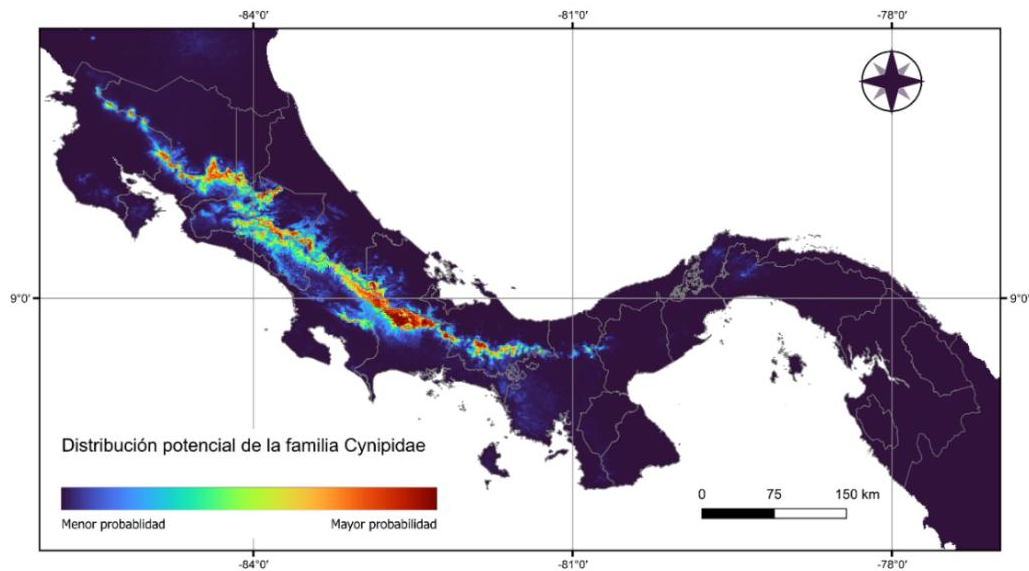 -84°0' -81°0' -78°0'
9°0' 9°0'
Distribución potencial de la familia Cynipidae
Menor probablidad Mayor probabilidad
0 75 150 km
-84°0' -81°0' -78°0'